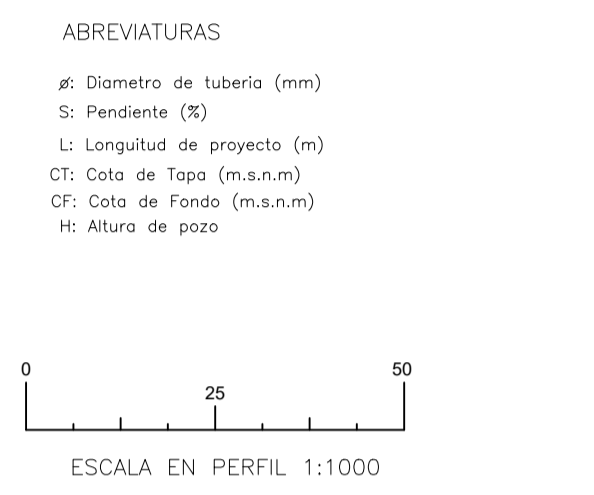 ABREVIATURAS
ø: Diametro de tuberia (mm)
S: Pendiente (%)
L: Longuitud de proyecto (m)
CT: Cota de Tapa (m.s.n.m)
CF: Cota de Fondo (m.s.n.m)
H: Altura de pozo
0 50
25
ESCALA EN PERFIL 1:1000